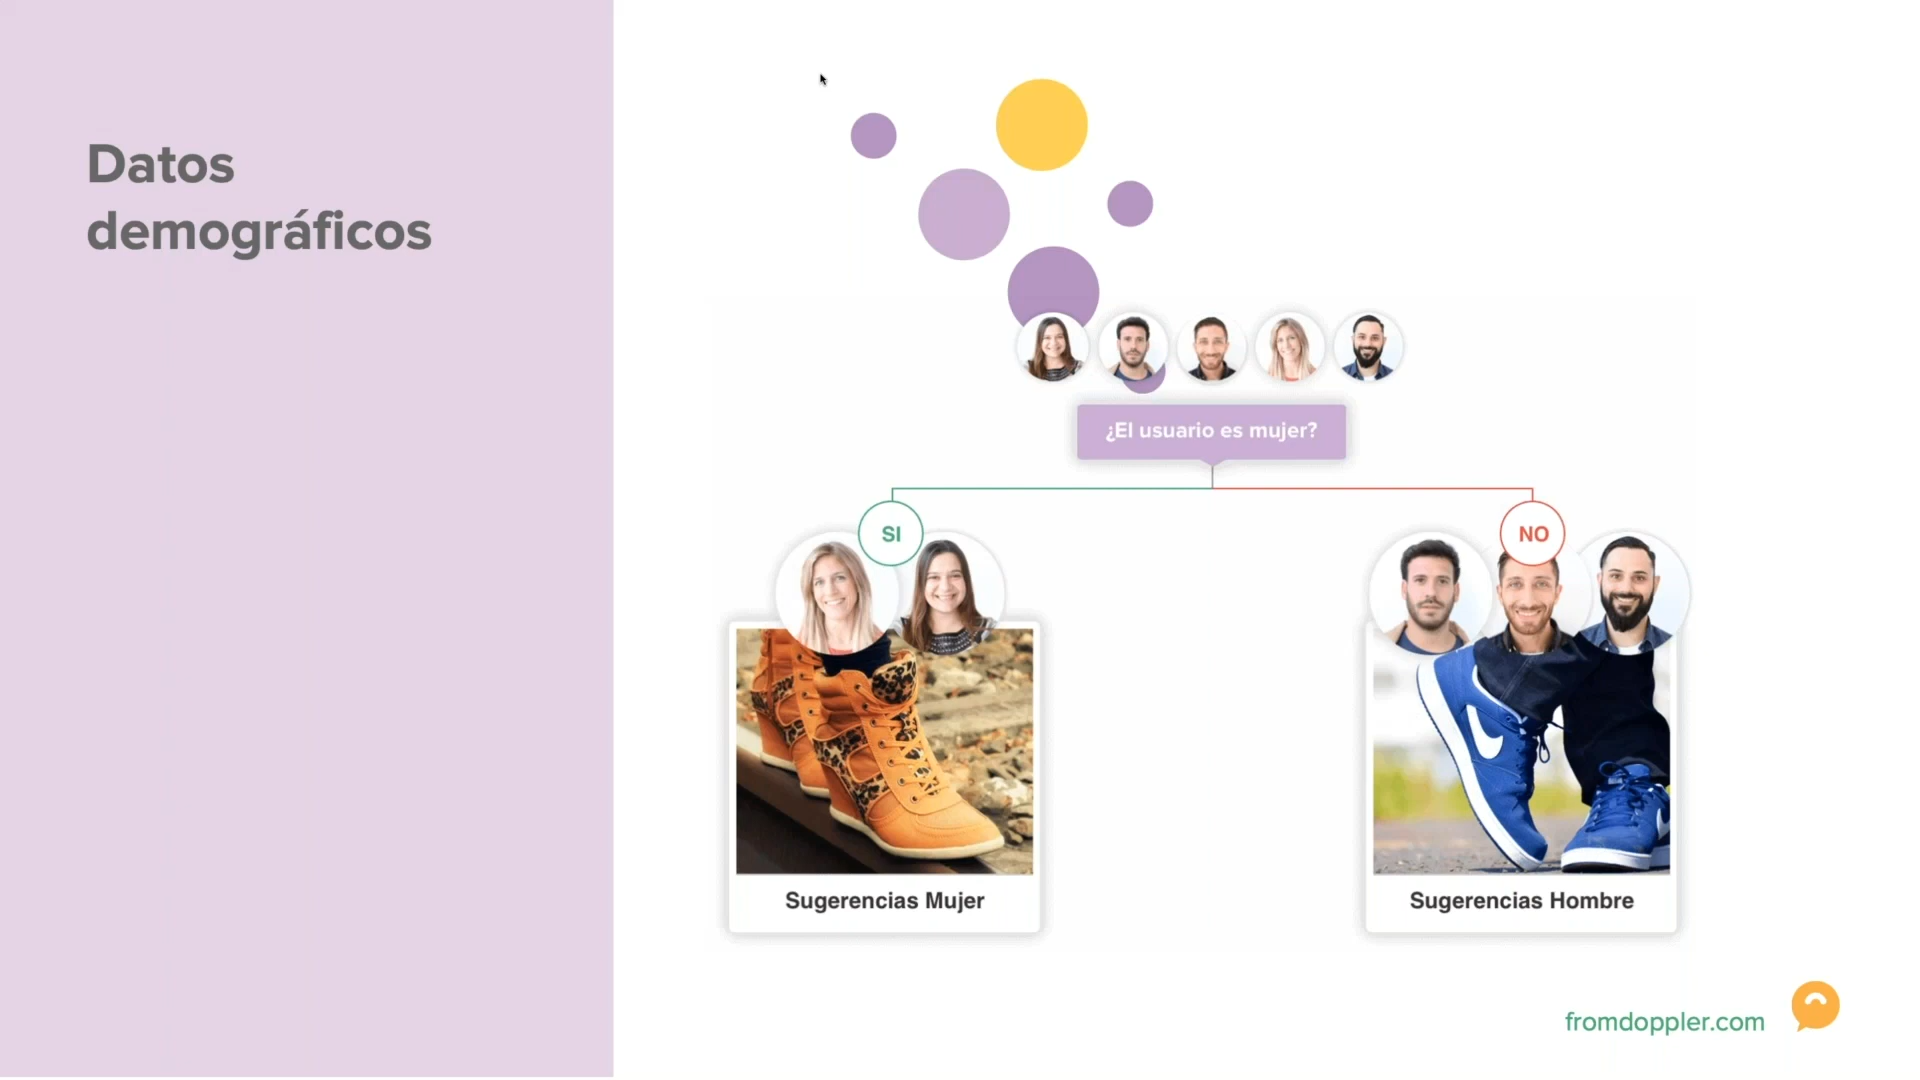 Datos
demográficos
¿El usuario es mujer?
SI
NO
Sugerencias Mujer
Sugerencias Hombre
fromdoppler.com